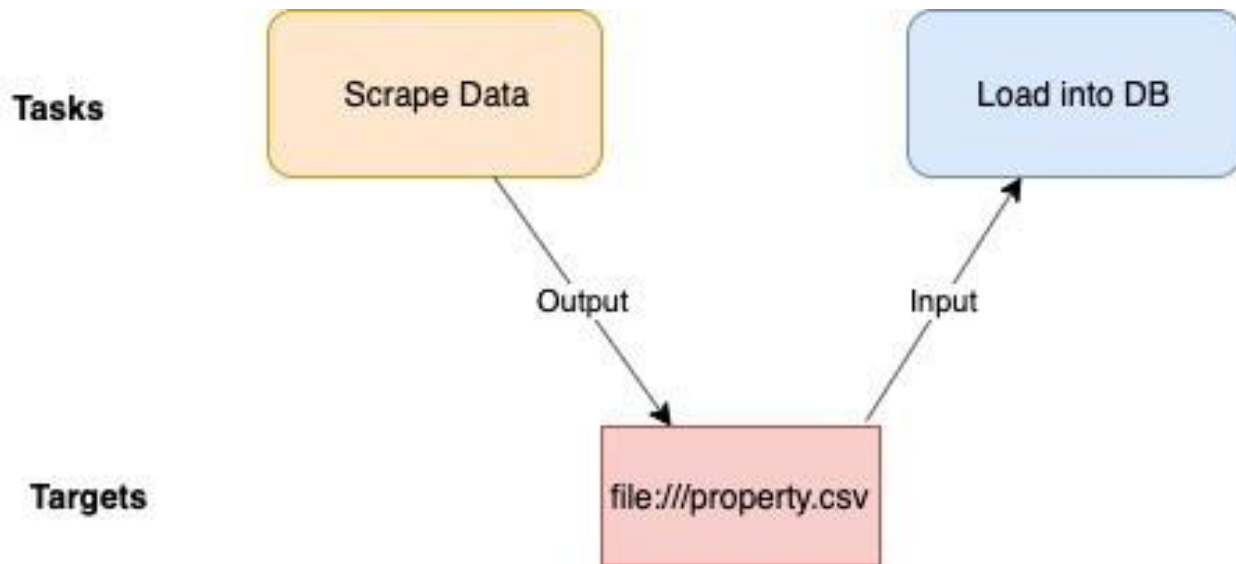 Tasks
Scrape Data
Load into DB
Output
Input
Targets
file:///property.csv